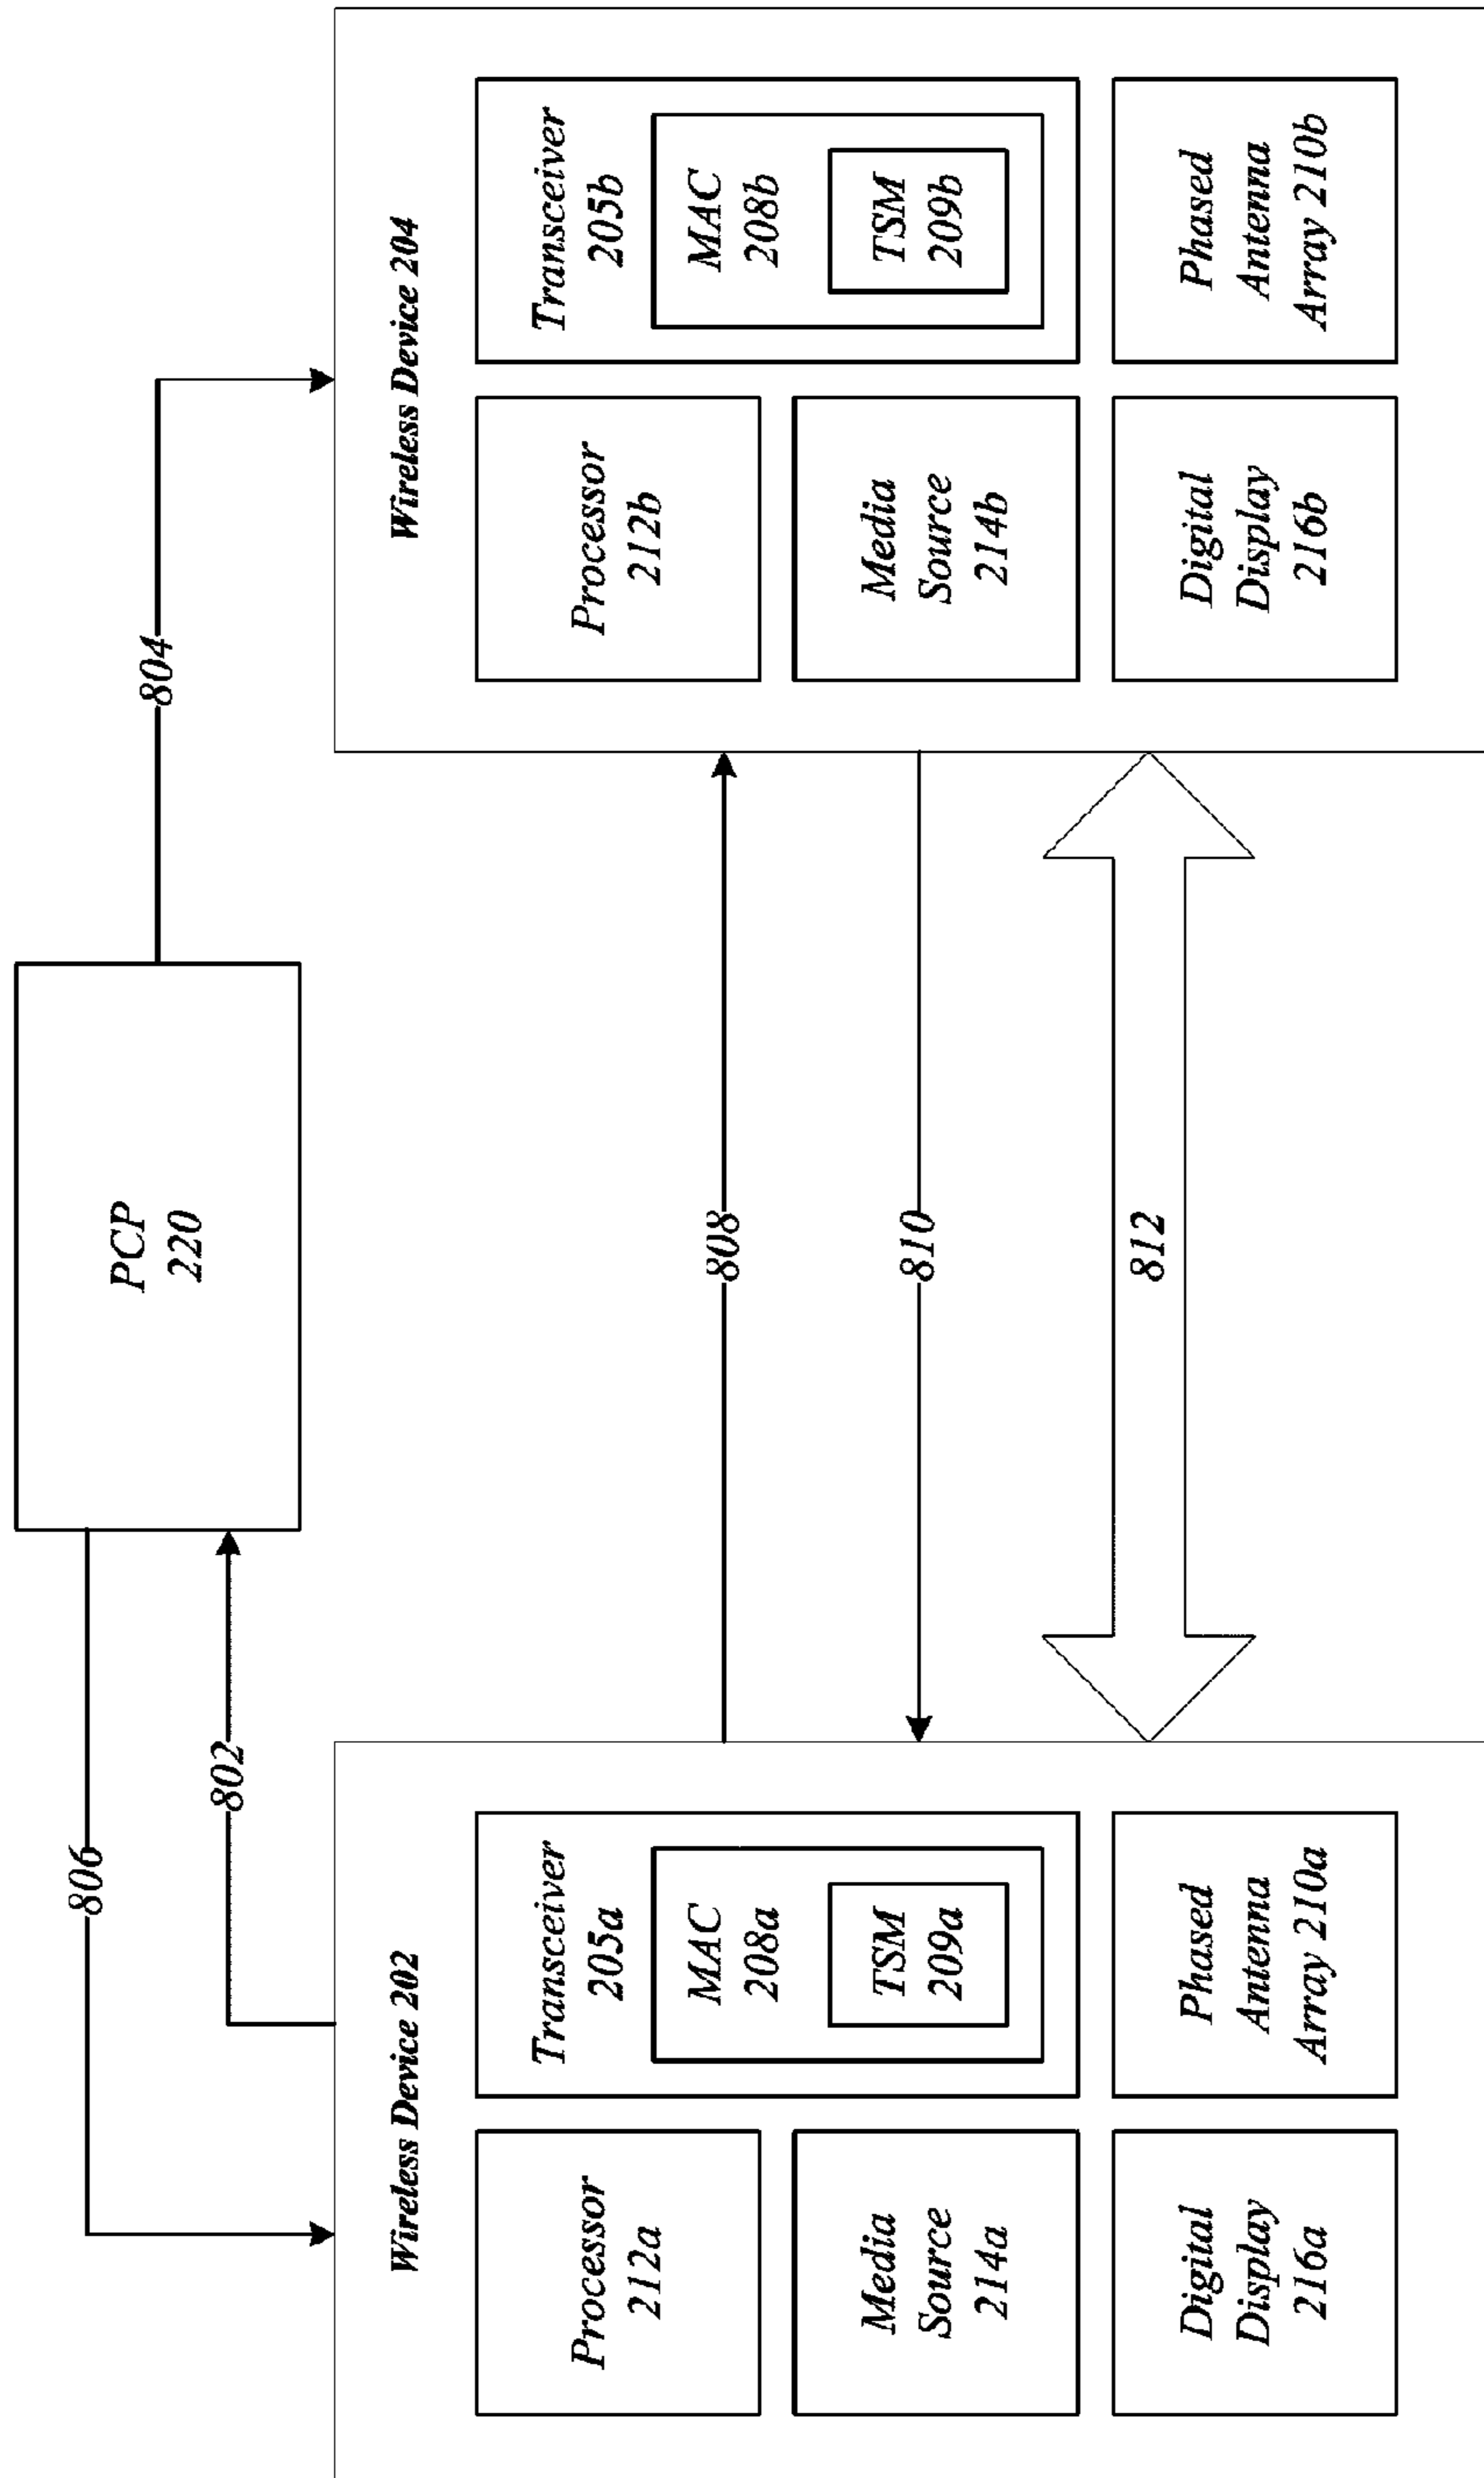 806
802
PCP
220
804
Wireless Device 202
Processor
212a
Transceiver
205a
MAC
208a
TSM
209a
Media
Source
214a
Digital
Display
216a
Phased
Antenna
Array 210a
808
810
812
Wireless Device 204
Processor
212b
Transceiver
205b
MAC
208b
TSM
209b
Media
Source
214b
Digital
Display
216b
Phased
Antenna
Array 210b